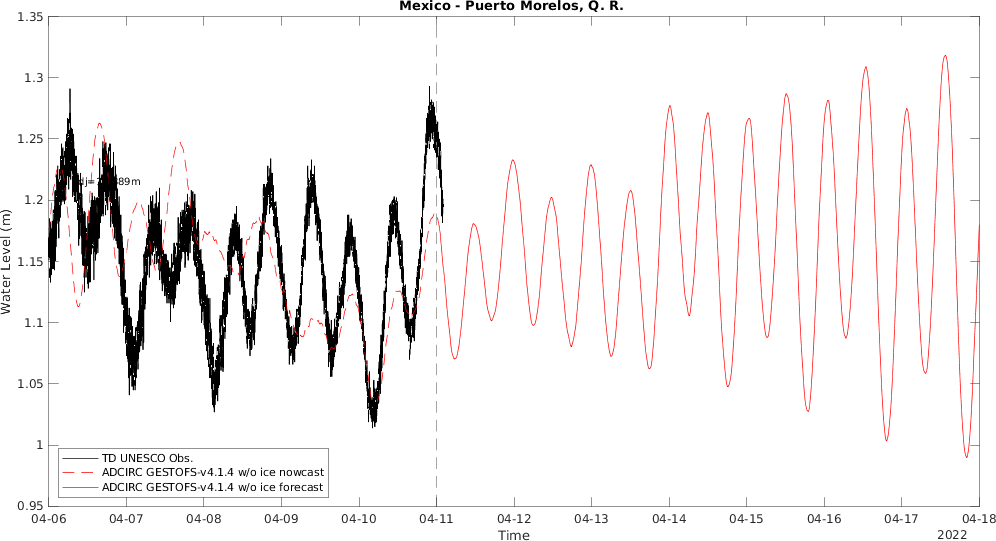 Mexico - Puerto Morelos, Q. R.
1.35
1.3
1.25
1.2
1.15
1.1
1.05
1
0.95
Water Level (m)
89m
TD UNESCO Obs.
ADCIRC GESTOFS-v4.1.4 w/o ice nowcast
ADCIRC GESTOFS-v4.1.4 w/o ice forecast
04-06 04-07 04-08 04-09 04-10 04-11 04-12 04-13 04-14 04-15 04-16 04-17 04-18
Time
2022